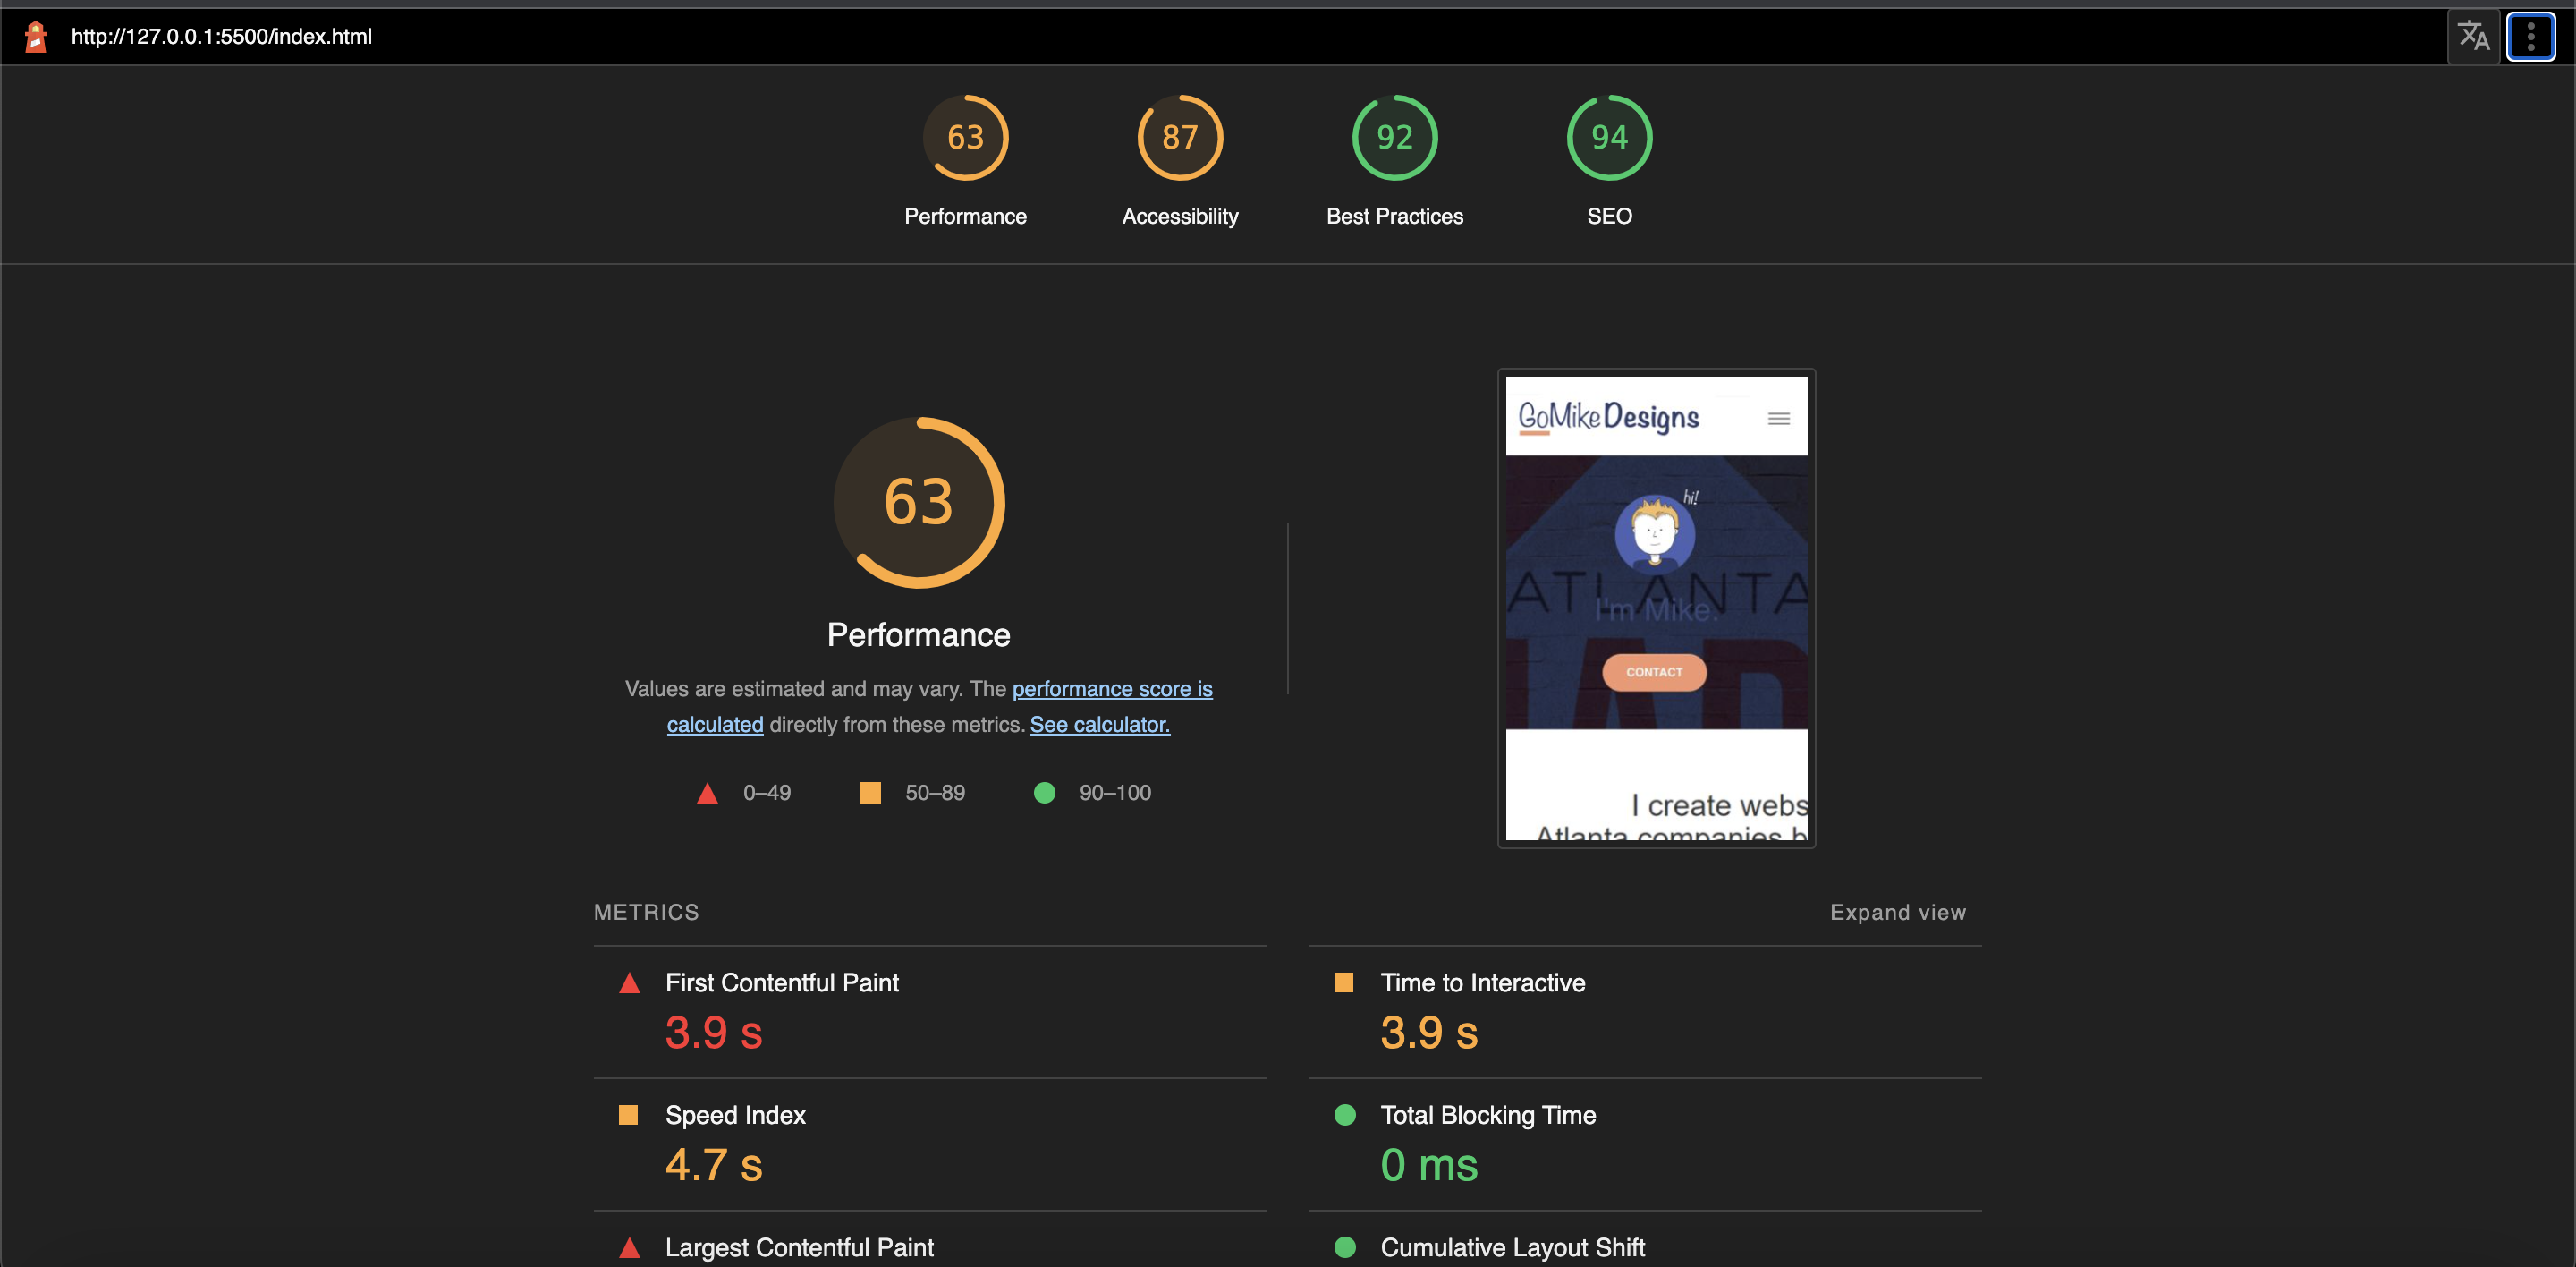 http://127.0.0.1:5500/index.html
63
87
92
94
Performance
Accessibility
Best Practices
SEO
63
Performance
Values are estimated and may vary. The performance score is
calculated directly from these metrics. See calculator.
0–49
50–89
90–100
GoMikeDesigns
hi!
ATLANTA
I'm Mike.
CONTACT
I create webs
Atlanta companies b
METRICS
Expand view
First Contentful Paint
3.9 s
Time to Interactive
3.9 s
Speed Index
4.7 s
Total Blocking Time
0 ms
Largest Contentful Paint
Cumulative Layout Shift